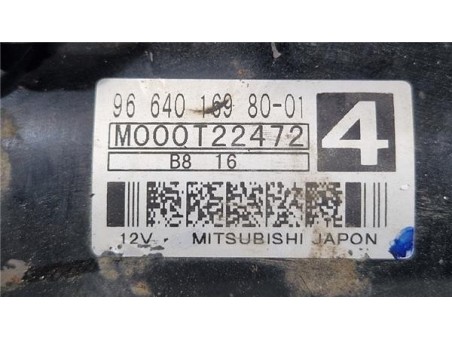 96 640 169 80-01
M000T22472
4
B8 16
12V MITSUBISHI JAPON